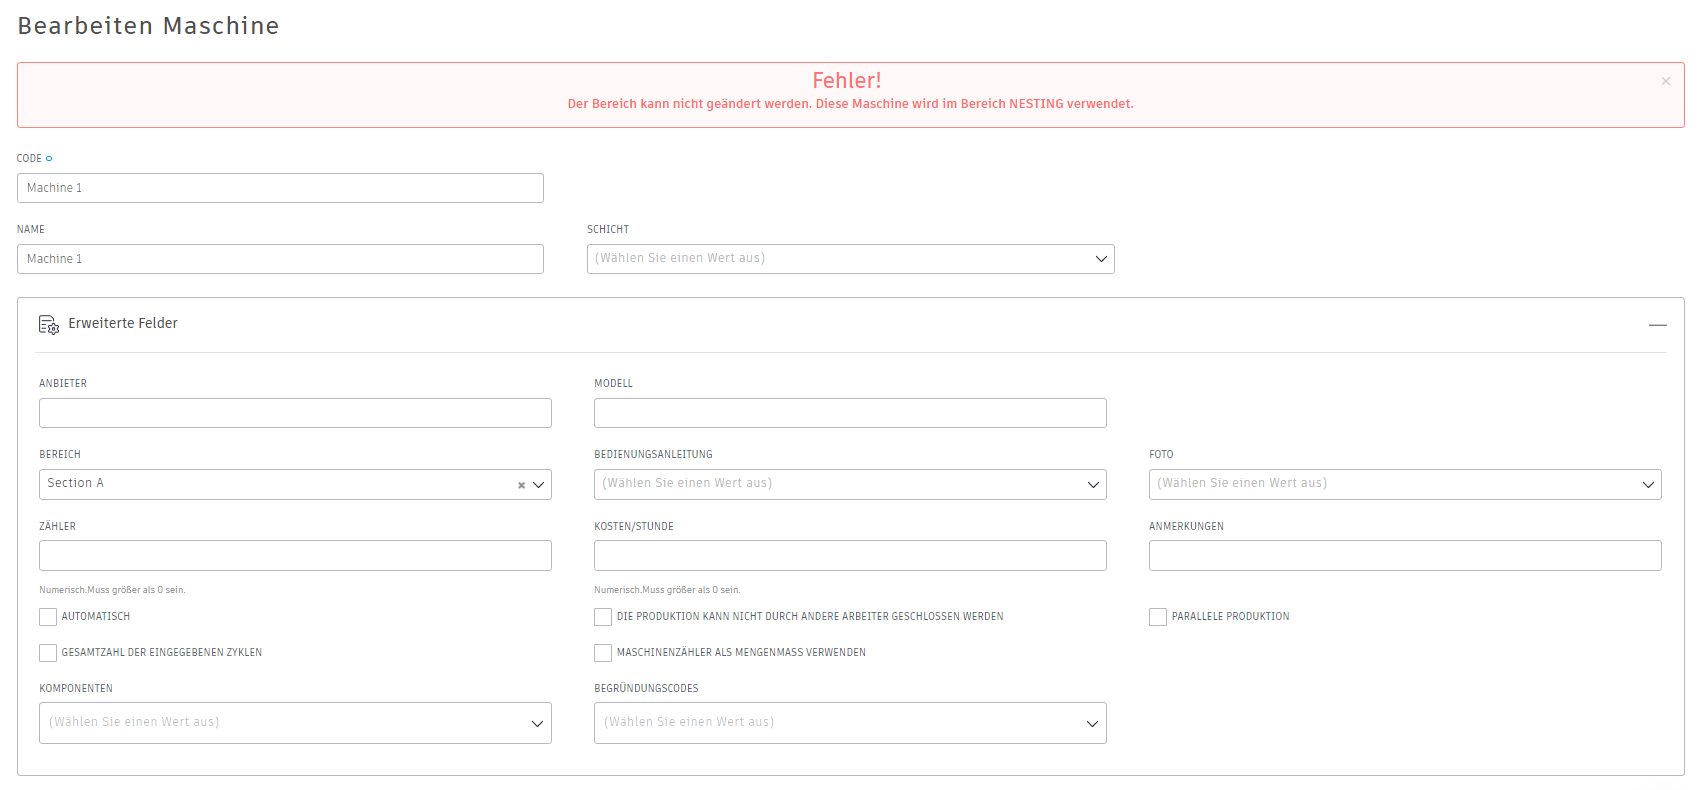 Bearbeiten Maschine
Fehler!
×
Der Bereich kann nicht geändert werden. Diese Maschine wird im Bereich NESTING verwendet.
CODE
Machine 1
NAME
SCHICHT
Machine 1
(Wählen Sie einen Wert aus)
Erweiterte Felder
ANBIETER
MODELL
BEREICH
BEDIENUNGSANLEITUNG
FOTO
Section A
(Wählen Sie einen Wert aus)
(Wählen Sie einen Wert aus)
ZÄHLER
KOSTEN/STUNDE
ANMERKUNGEN
Numerisch.Muss größer als 0 sein.
Numerisch.Muss größer als 0 sein.
AUTOMATISCH
DIE PRODUKTION KANN NICHT DURCH ANDERE ARBEITER GESCHLOSSEN WERDEN
PARALLELE PRODUKTION
GESAMTZAHL DER EINGEGEBENEN ZYKLEN
MASCHINENZÄHLER ALS MENGENMASS VERWENDEN
KOMPONENTEN
BEGRÜNDUNGSCODES
(Wählen Sie einen Wert aus)
(Wählen Sie einen Wert aus)